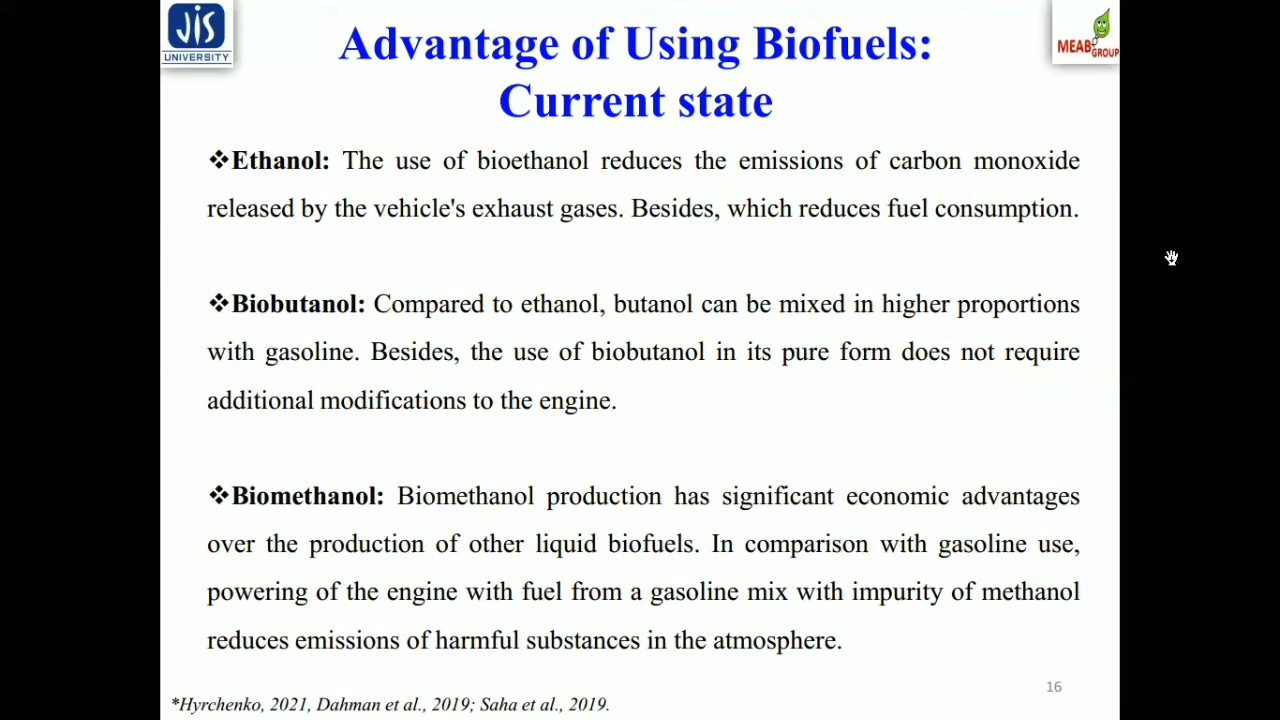 JIS
UNIVERSITY
MEAB
GROUP
Advantage of Using Biofuels:
Current state
❖Ethanol: The use of bioethanol reduces the emissions of carbon monoxide
released by the vehicle's exhaust gases. Besides, which reduces fuel consumption.
❖Biobutanol: Compared to ethanol, butanol can be mixed in higher proportions
with gasoline. Besides, the use of biobutanol in its pure form does not require
additional modifications to the engine.
❖Biomethanol: Biomethanol production has significant economic advantages
over the production of other liquid biofuels. In comparison with gasoline use,
powering of the engine with fuel from a gasoline mix with impurity of methanol
reduces emissions of harmful substances in the atmosphere.
16
*Hyrchenko, 2021, Dahman et al., 2019; Saha et al., 2019.